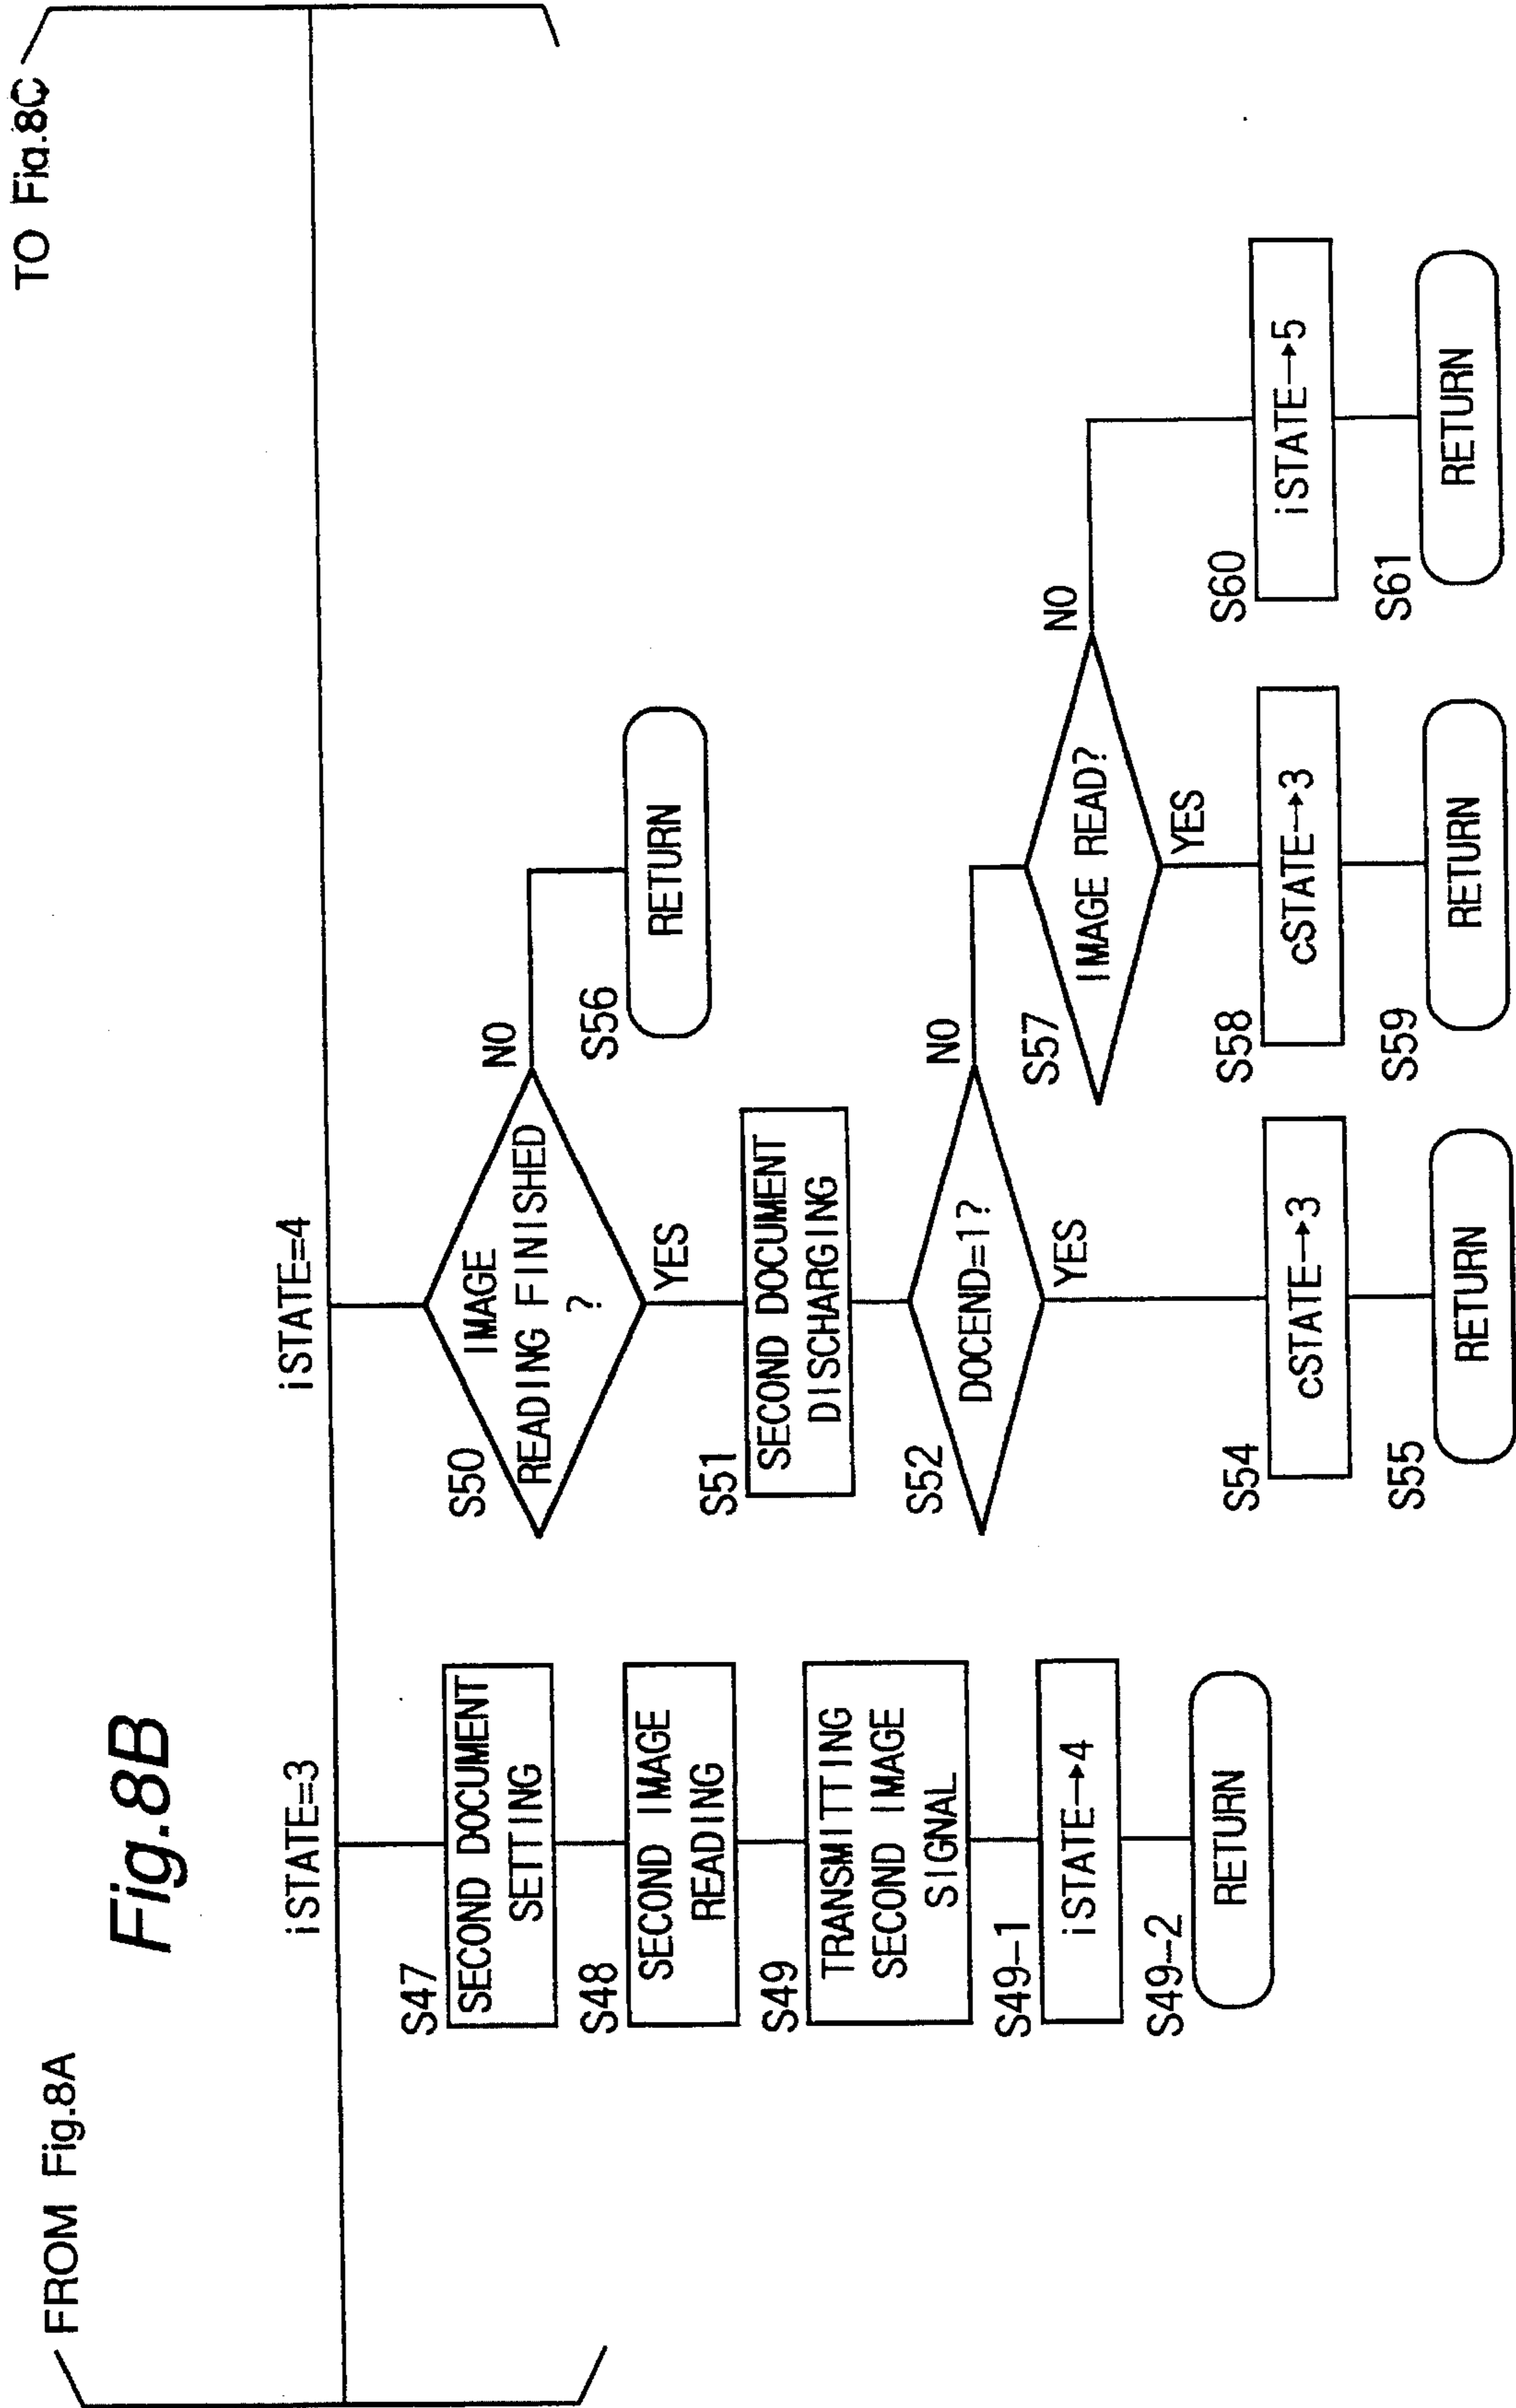 Fig.8B
FROM Fig.8A
TO Fig.8C
iSTATE=3
S47
SECOND DOCUMENT
SETTING
S48
SECOND IMAGE
READING
S49
TRANSMITTING
SECOND IMAGE
SIGNAL
S49-1
iSTATE→4
S49-2
RETURN
iSTATE=4
S50
IMAGE
READING FINISHED
?
NO
S56
RETURN
YES
S51
SECOND DOCUMENT
DISCHARGING
S52
DOCEND=1?
NO
YES
S54
cSTATE→3
S55
RETURN
S57
IMAGE READ?
NO
YES
S58
cSTATE→3
S59
RETURN
S60
iSTATE→5
S61
RETURN